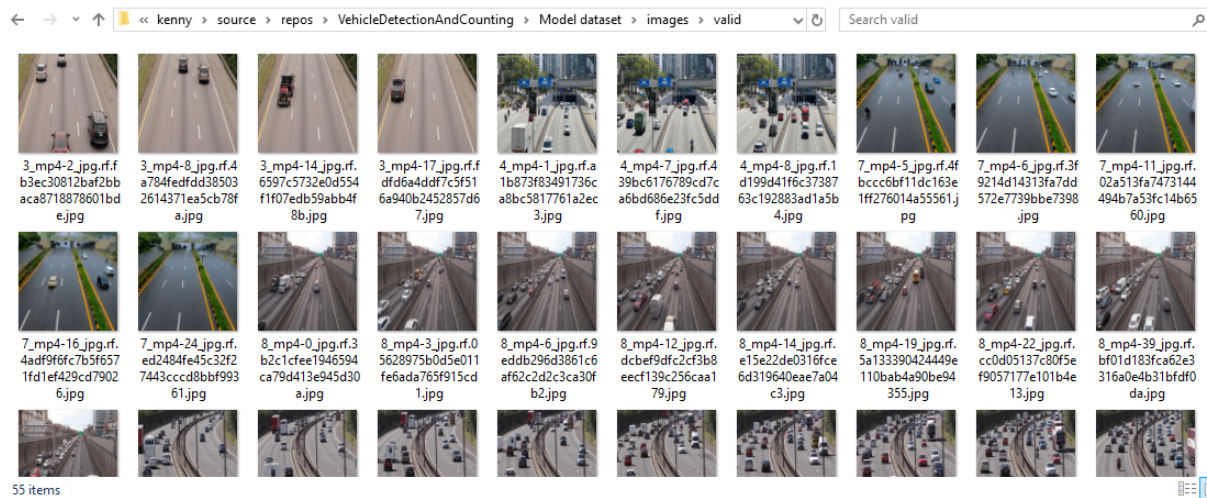 « kenny > source > repos > VehicleDetectionAndCounting > Model dataset > images > valid
Search valid
3_mp4-2_jpg.rf.f
b3ec30812baf2bb
aca8718878601bd
e.jpg
3_mp4-8_jpg.rf.4
a784fedfdd38503
2614371ea5cb78f
a.jpg
3_mp4-14_jpg.rf.
6597c5732e0d554
f1f07edb59abb4f
8b.jpg
3_mp4-17_jpg.rf.f
dfd6a4ddf7c5f51
6a940b2452857d6
7.jpg
4_mp4-1_jpg.rf.a
1b873f83491736c
a8bc5817761a2ec
3.jpg
4_mp4-7_jpg.rf.4
39bc6176789cd7c
a6bd686e23fc5dd
f.jpg
4_mp4-8_jpg.rf.1
d199d41f6c37387
63c192883ad1a5b
4.jpg
7_mp4-5_jpg.rf.4f
bccc6bf11dc163e
1ff276014a55561.j
pg
7_mp4-6_jpg.rf.3f
9214d14313fa7dd
572e7739bbe7398
.jpg
7_mp4-11_jpg.rf.
02a513fa7473144
494b7a53fc14b65
60.jpg
7_mp4-16_jpg.rf.
4adf9f6fc7b5f657
1fd1ef429cd7902
6.jpg
7_mp4-24_jpg.rf.
ed2484fe45c32f2
7443cccd8bbf993
61.jpg
8_mp4-0_jpg.rf.3
b2c1cfee1946594
ca79d413e945d30
a.jpg
8_mp4-3_jpg.rf.0
5628975b0d5e011
fe6ada765f915cd
1.jpg
8_mp4-6_jpg.rf.9
eddb296d3861c6
af62c2d2c3ca30f
b2.jpg
8_mp4-12_jpg.rf.
dcbef9dfc2cf3b8
eecf139c256caa1
79.jpg
8_mp4-14_jpg.rf.
e15e22de0316fce
6d319640eae7a04
c3.jpg
8_mp4-19_jpg.rf.
5a133390424449e
110bab4a90be94
355.jpg
8_mp4-22_jpg.rf.
cc0d05137c80f5e
f9057177e101b4e
13.jpg
8_mp4-39_jpg.rf.
bf01d183fca62e3
316a0e4b31bfdf0
da.jpg
55 items